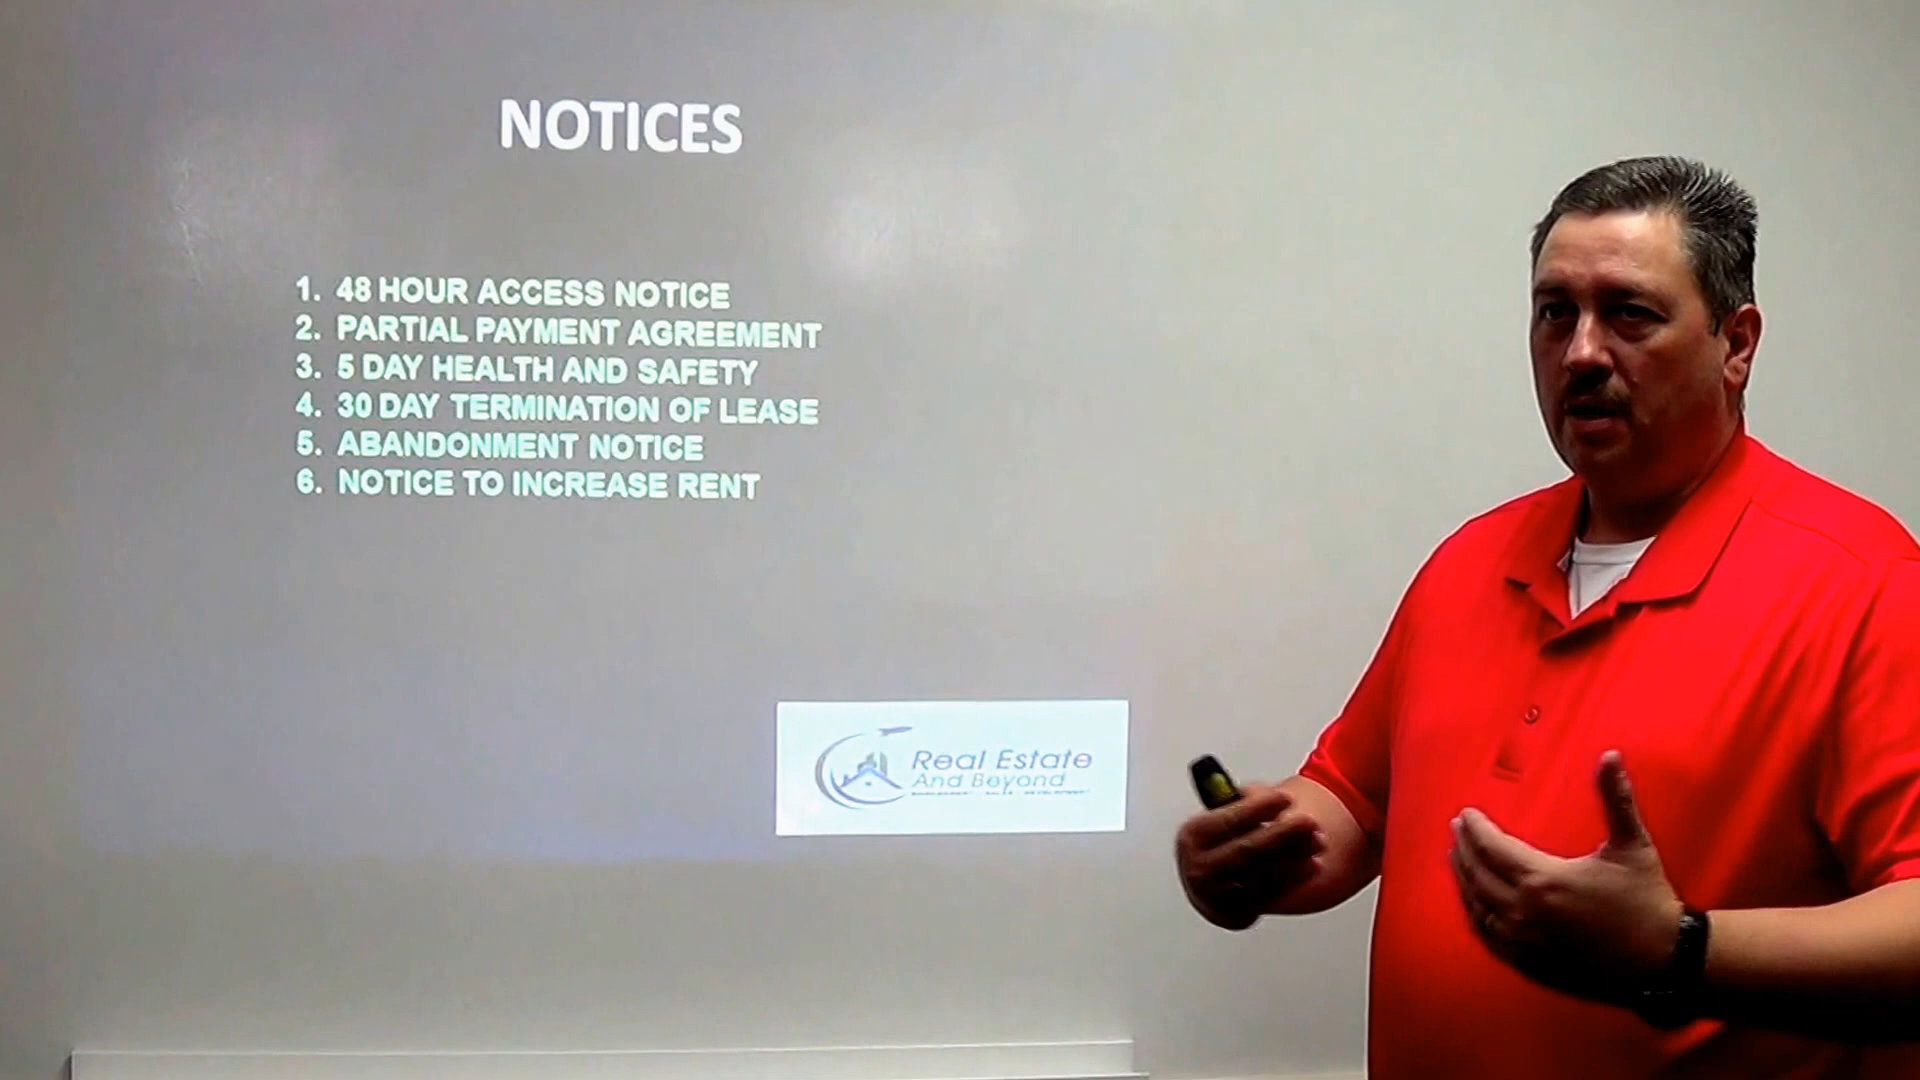 NOTICES
1. 48 HOUR ACCESS NOTICE
2. PARTIAL PAYMENT AGREEMENT
3. 5 DAY HEALTH AND SAFETY
4. 30 DAY TERMINATION OF LEASE
5. ABANDONMENT NOTICE
6. NOTICE TO INCREASE RENT
Real Estate
And Beyond